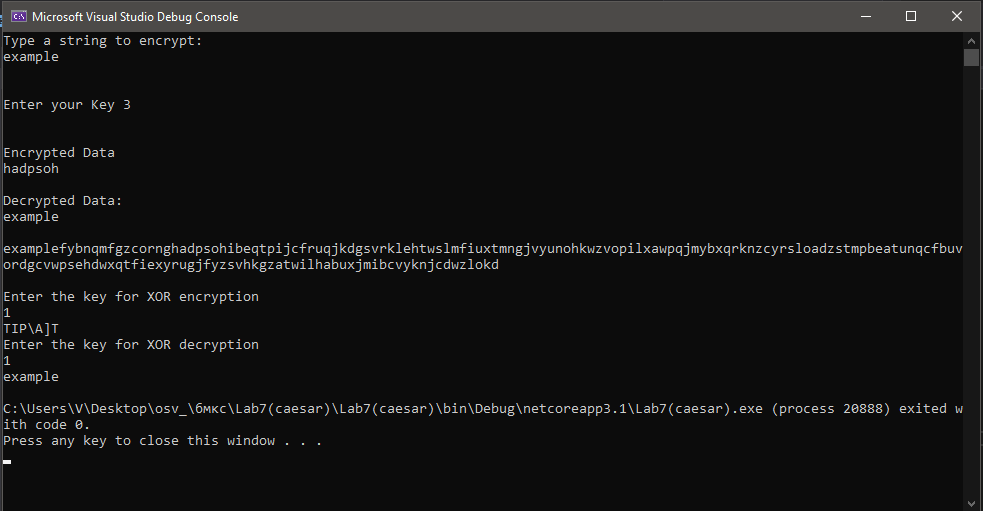 Microsoft Visual Studio Debug Console
Type a string to encrypt:
example
Enter your Key 3
Encrypted Data
hadpsoh
Decrypted Data:
example
examplefybnqmfgzcornghadpsohibeqtpijcfruqjkdgsvrklehtwslmfiuxtmngjvyunohkwzvopilxawpqjmybxqrknzcyrsloadzstmpbeatunqcfbuv
ordgcvwpsehdwxqtfiexyrugjfyzsvhkgzatwilhabuxjmibcvyknjcdwzlokd
Enter the key for XOR encryption
1
TIP\A]T
Enter the key for XOR decryption
1
example
C:\Users\V\Desktop\osv_\бмкс\Lab7(caesar)\Lab7(caesar)\bin\Debug\netcoreapp3.1\Lab7(caesar).exe (process 20888) exited w
ith code 0.
Press any key to close this window . . .